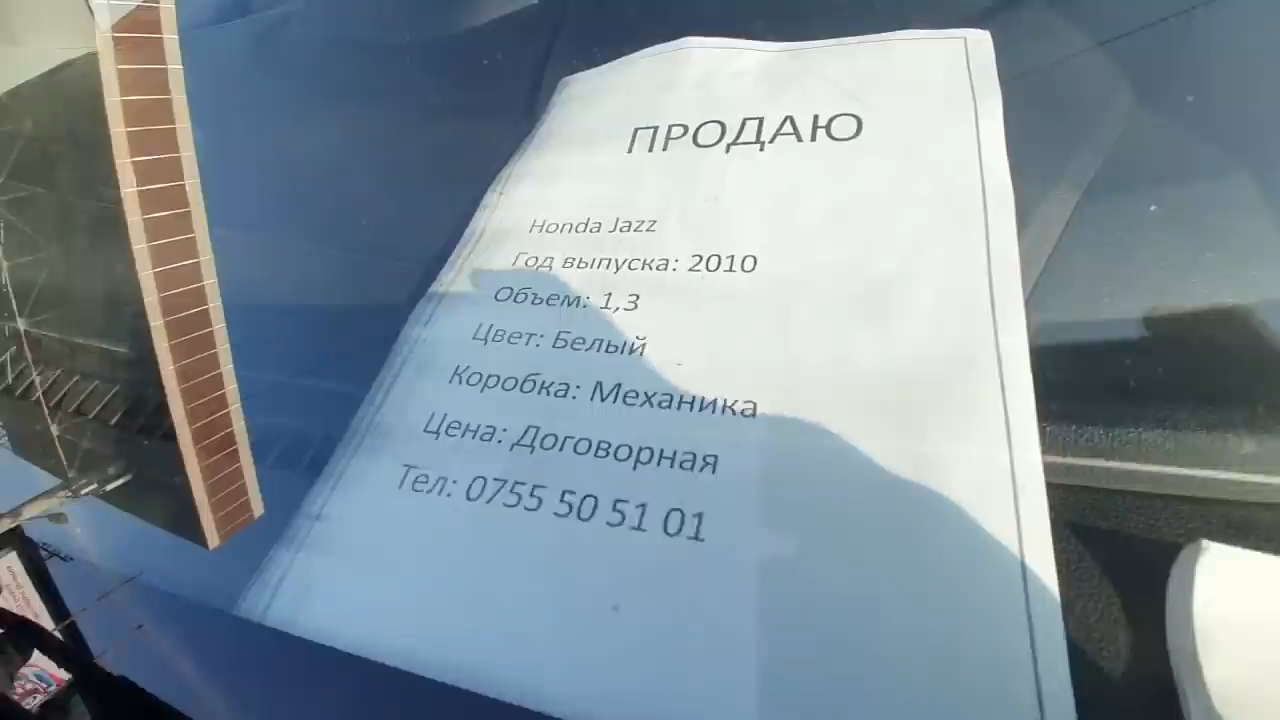 ПРОДАЮ
Honda Jazz
Год выпуска: 2010
Объем: 1,3
Цвет: Белый
Коробка: Механика
Цена: Договорная
Тел: 0755 50 51 01